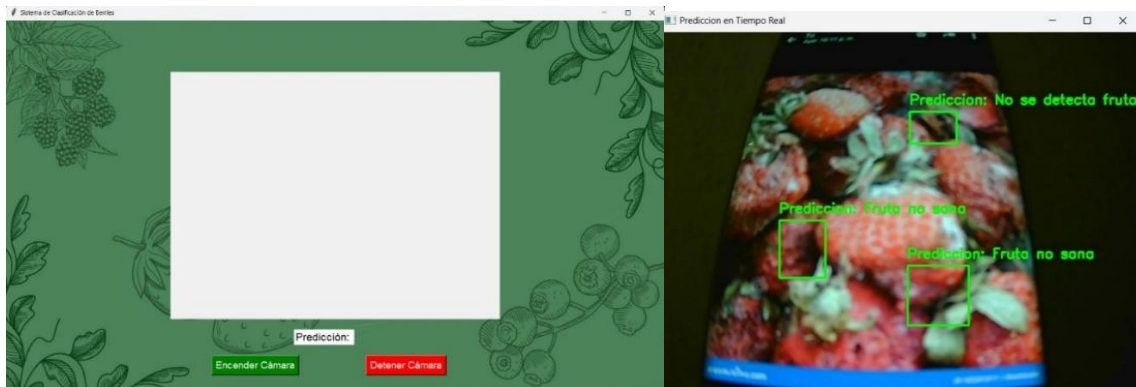 Sistema de Clasificación de Berries
Predicción:
Encender Cámara
Detener Cámara
Prediccion en Tiempo Real
Prediccion: No se detecta fruta
Prediccion: Fruta no sana
Prediccion: Fruta no sana